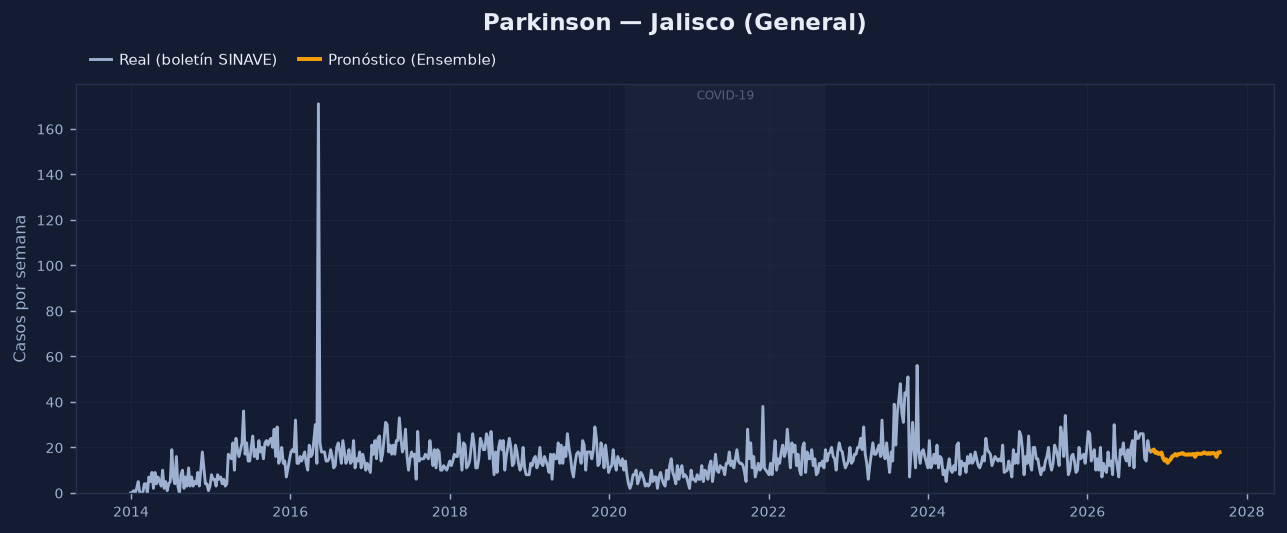 Parkinson — Jalisco (General)
Real (boletín SINAVE) Pronóstico (Ensemble)
COVID-19
Casos por semana
160
140
120
100
80
60
40
20
0
2014 2016 2018 2020 2022 2024 2026 2028